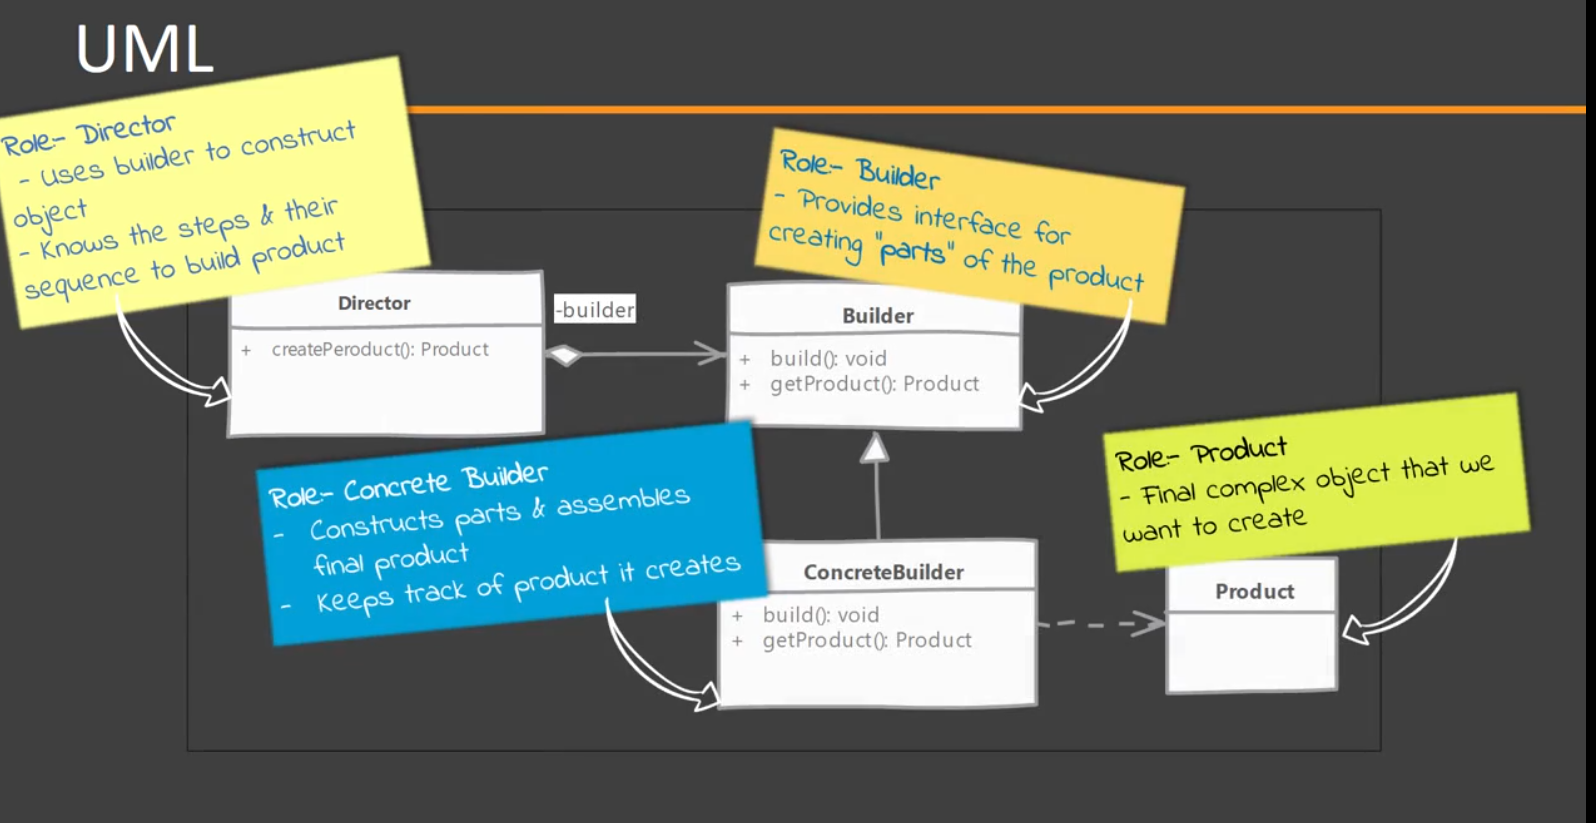 UML
Role:- Director
- Uses builder to construct
object
- Knows the steps & their
sequence to build product
Role:- Builder
- Provides interface for
creating "parts" of the product
Director
+ createPeroduct(): Product
-builder
Builder
+ build(): void
+ getProduct(): Product
Role:- Concrete Builder
- Constructs parts & assembles
final product
- Keeps track of product it creates
Role:- Product
- Final complex object that we
want to create
ConcreteBuilder
+ build(): void
+ getProduct(): Product
Product